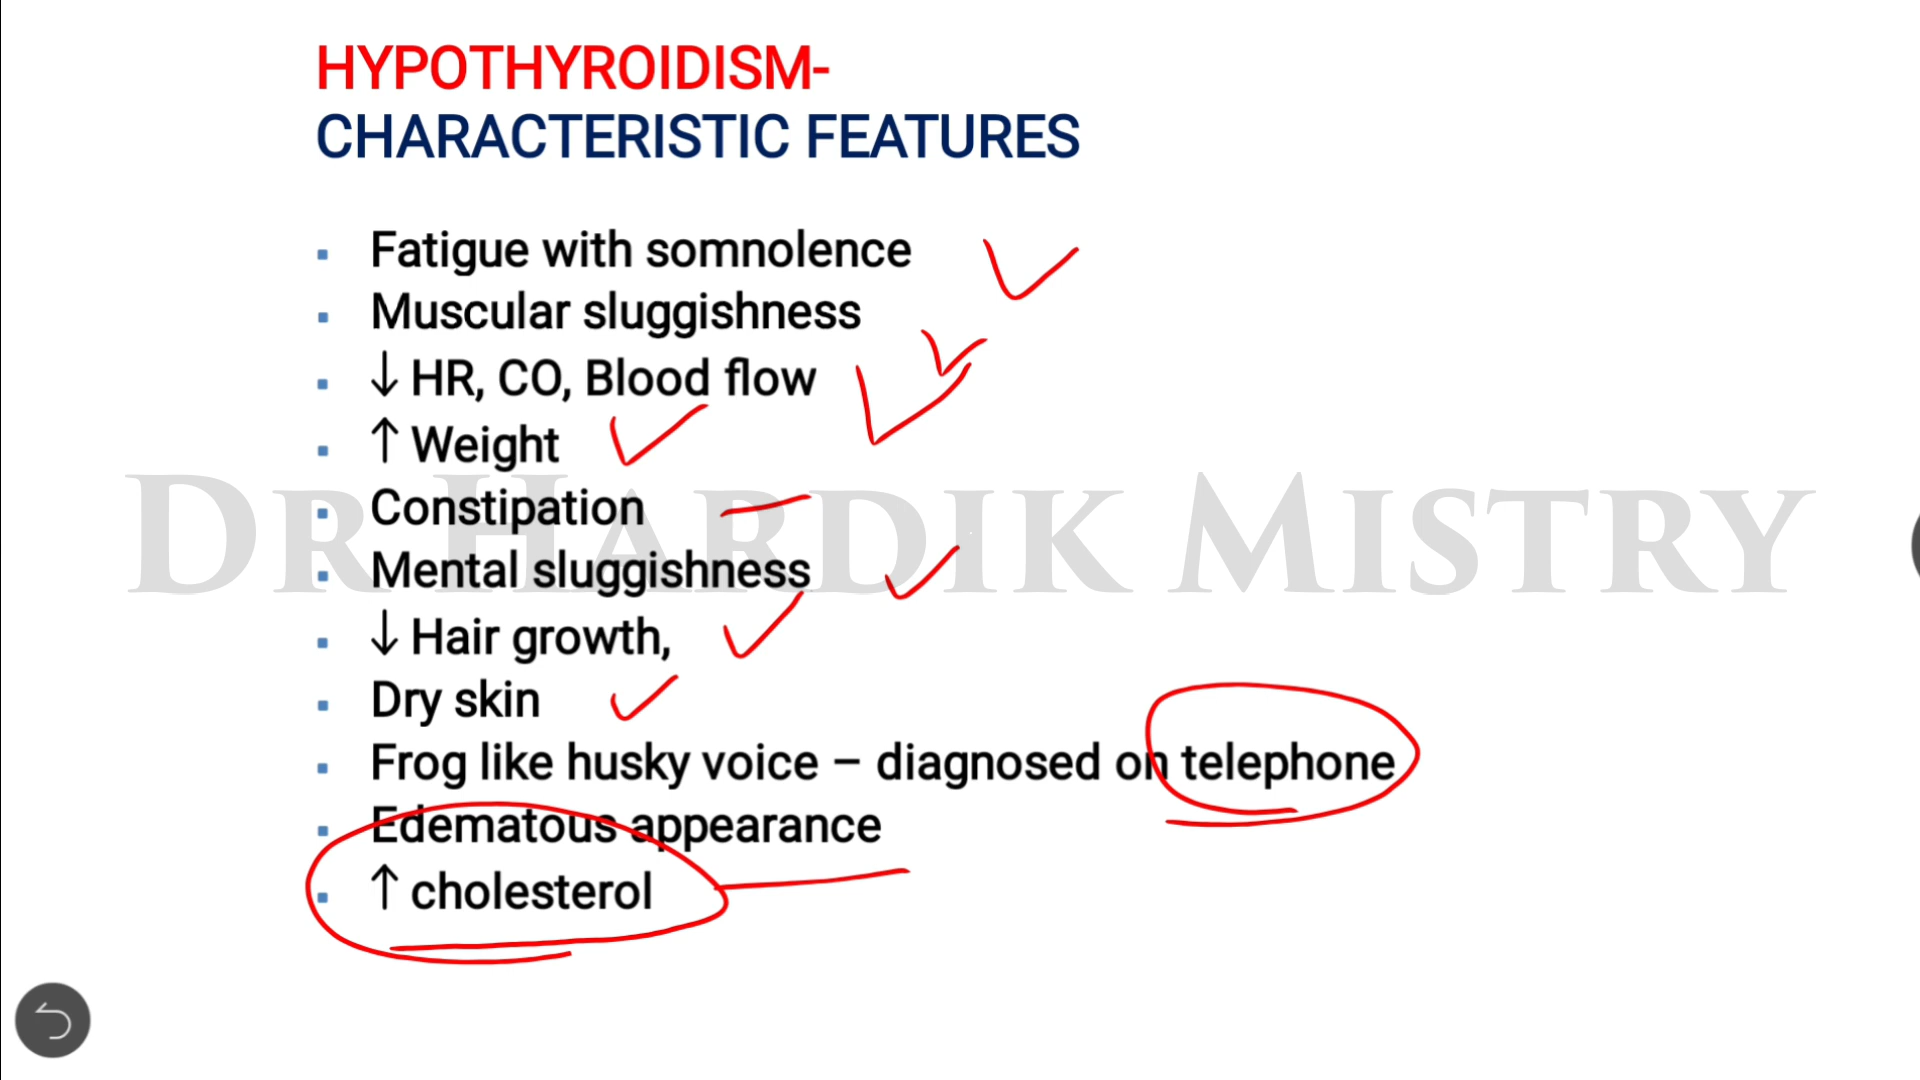 HYPOTHYROIDISM-
CHARACTERISTIC FEATURES
▪ Fatigue with somnolence
▪ Muscular sluggishness
▪ ↓ HR, CO, Blood flow
▪ ↑ Weight
▪ Constipation
▪ Mental sluggishness
▪ ↓ Hair growth,
▪ Dry skin
▪ Frog like husky voice – diagnosed on telephone
▪ Edematous appearance
▪ ↑ cholesterol
DR HARDIK MISTRY